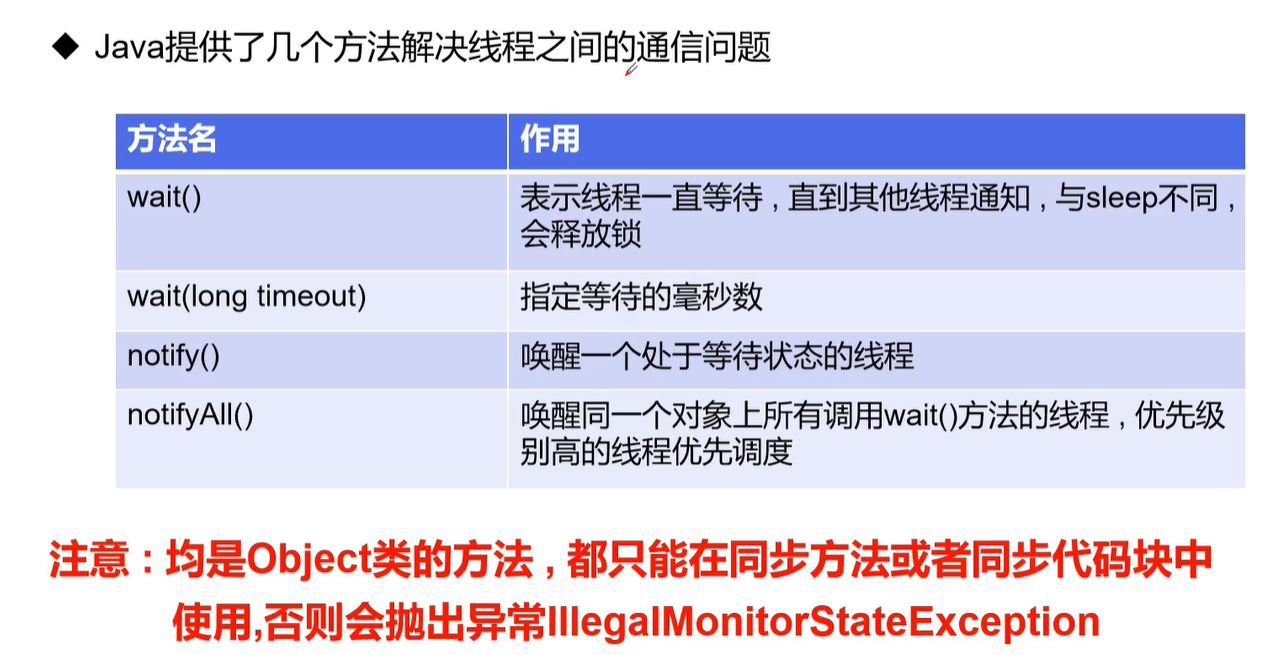 Java提供了几个方法解决线程之间的通信问题
方法名
作用
wait()
表示线程一直等待，直到其他线程通知，与sleep不同，
会释放锁
wait(long timeout)
指定等待的毫秒数
notify()
唤醒一个处于等待状态的线程
notifyAll()
唤醒同一个对象上所有调用wait()方法的线程，优先级
别高的线程优先调度
注意：均是Object类的方法，都只能在同步方法或者同步代码块中
使用,否则会抛出异常IllegalMonitorStateException